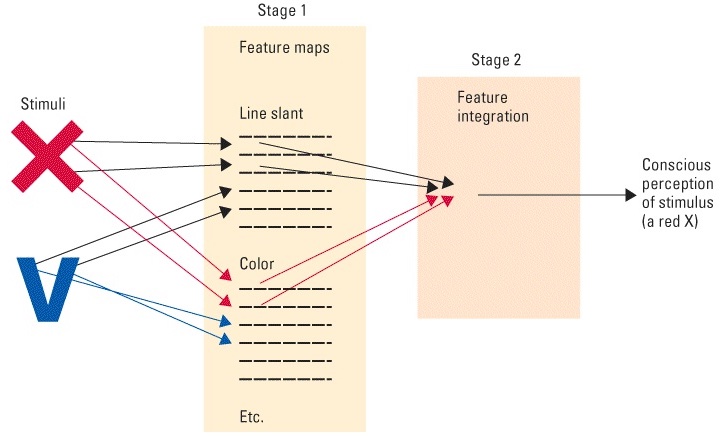 Stage 1
Feature maps
Stage 2
Stimuli
Line slant
Feature
integration
Conscious
perception
of stimulus
(a red X)
Color
Etc.